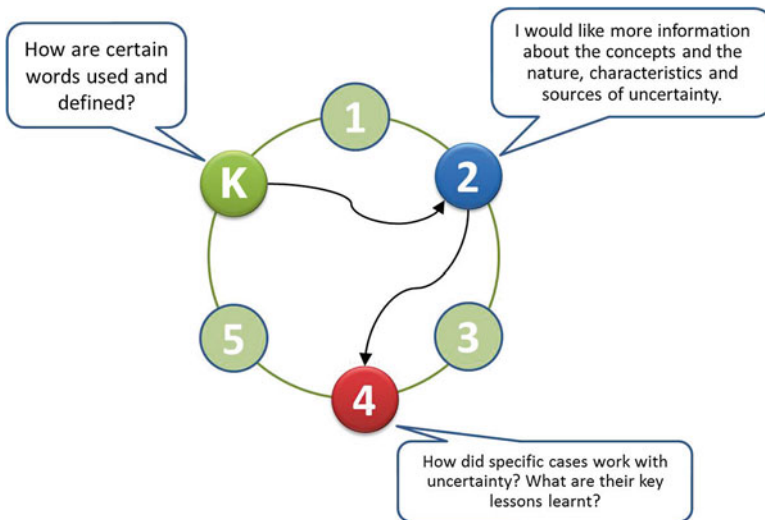 How are certain
words used and
defined?
I would like more information
about the concepts and the
nature, characteristics and
sources of uncertainty.
1
K
2
5
3
4
How did specific cases work with
uncertainty? What are their key
lessons learnt?